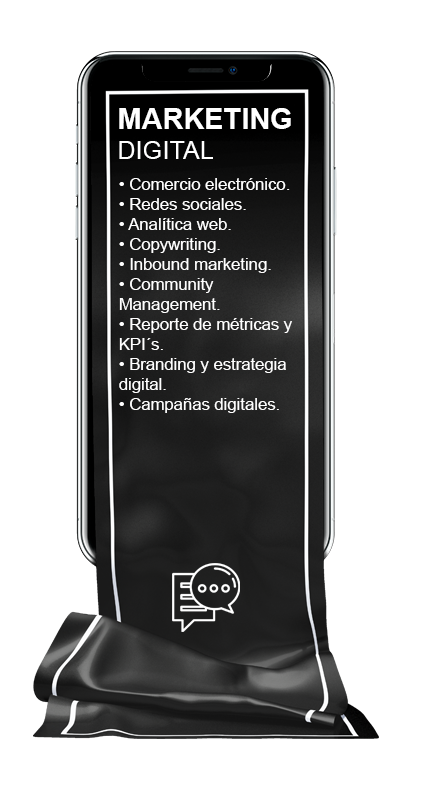 MARKETING
DIGITAL
• Comercio electrónico.
• Redes sociales.
• Analítica web.
• Copywriting.
• Inbound marketing.
• Community
Management.
• Reporte de métricas y
KPI´s.
• Branding y estrategia
digital.
• Campañas digitales.